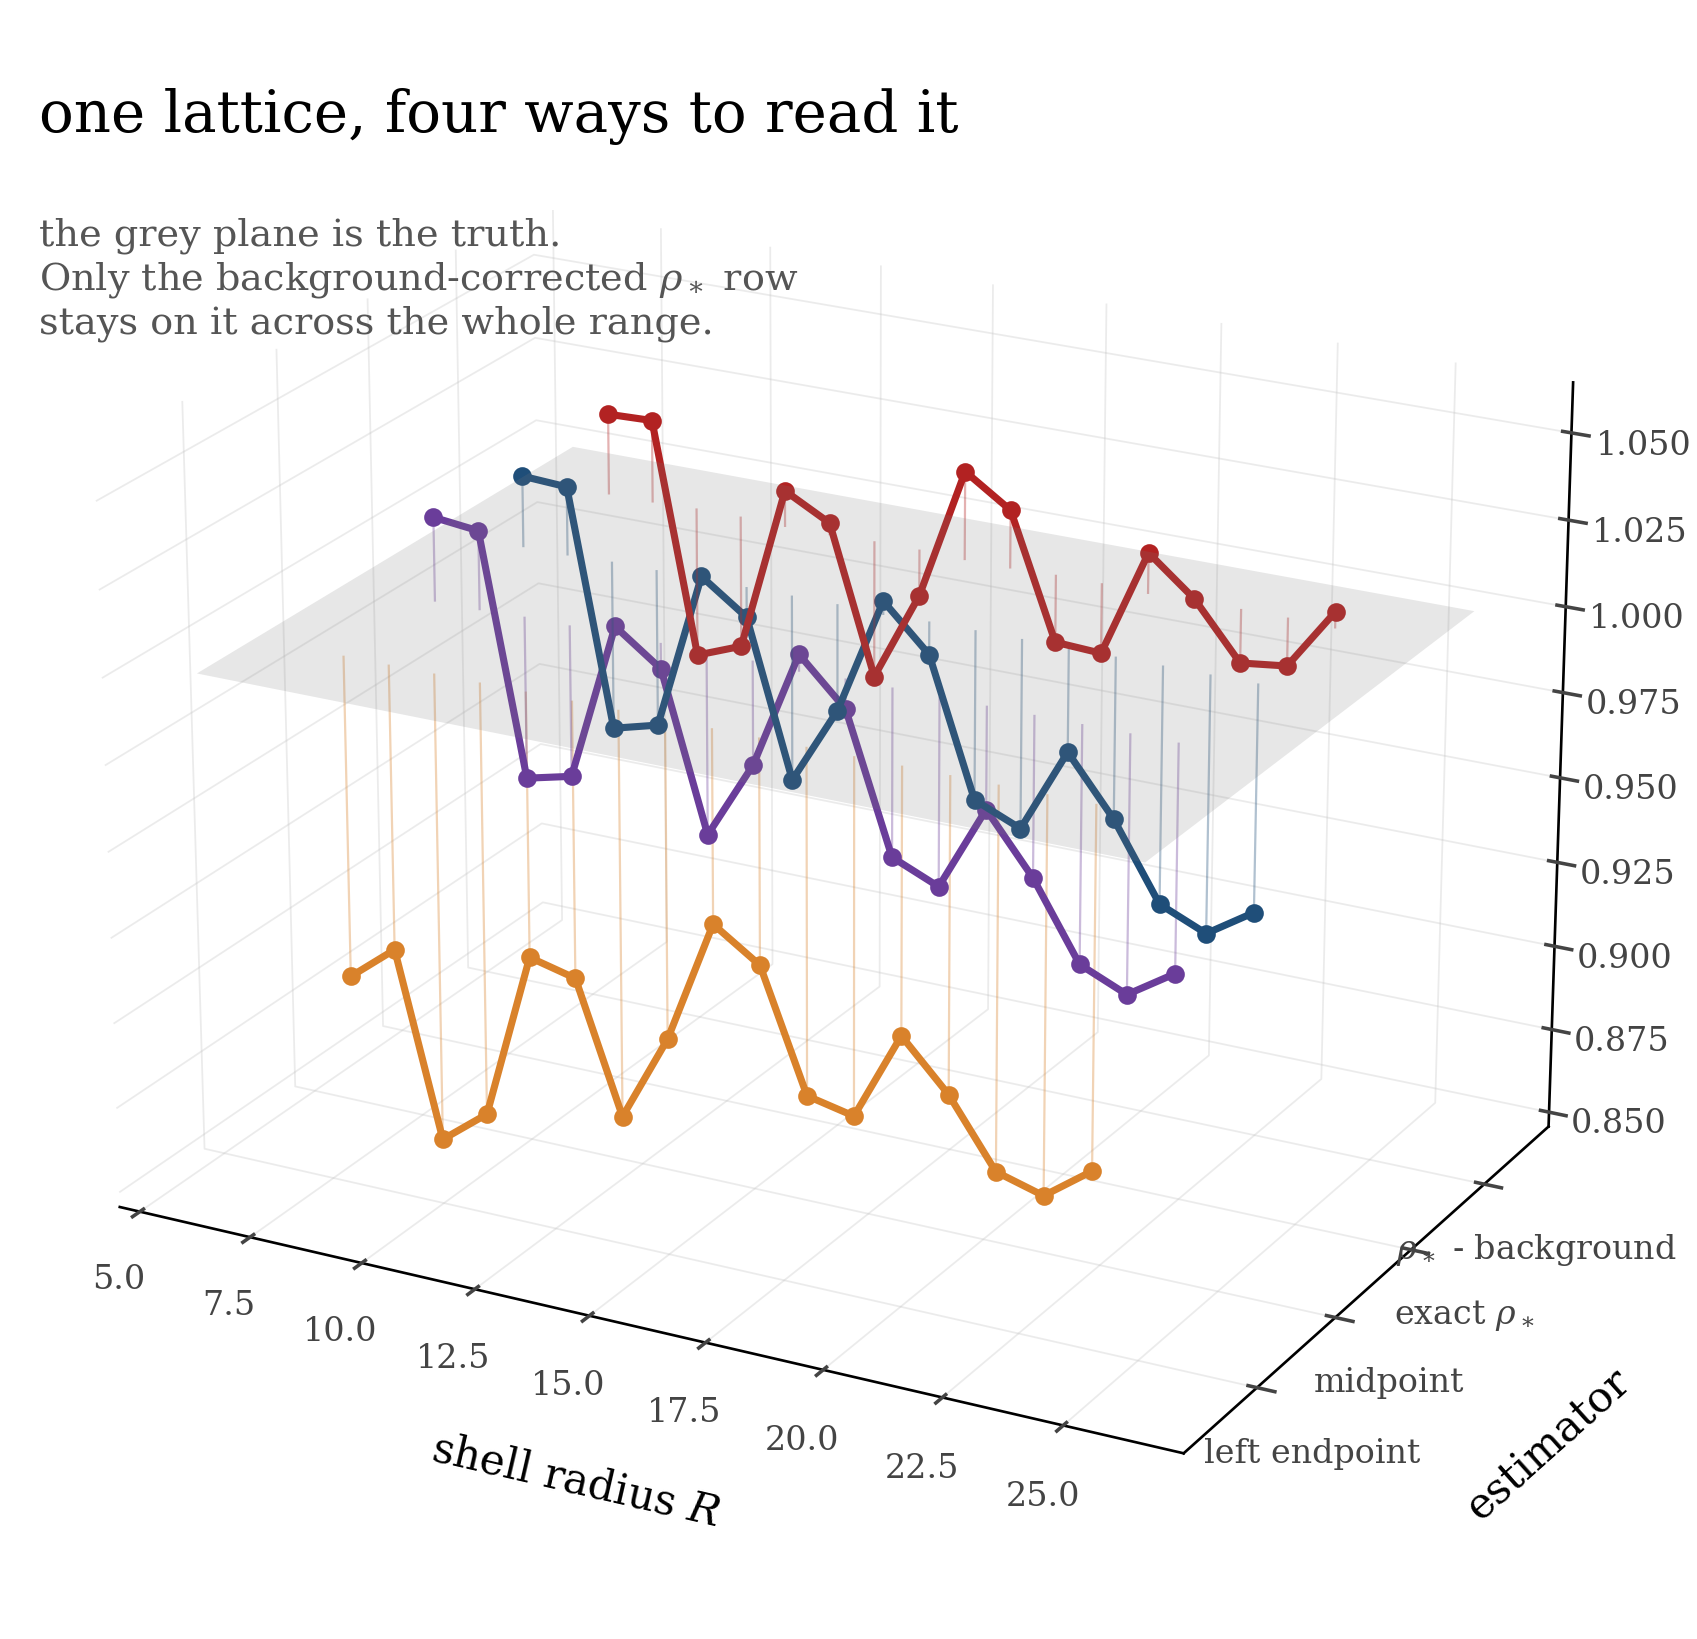 one lattice, four ways to read it
the grey plane is the truth.
Only the background-corrected ρ∗ row
stays on it across the whole range.
1.050
1.025
1.000
0.975
0.950
0.925
0.900
0.875
0.850
ρ∗ - background
exact ρ∗
midpoint
left endpoint
estimator
5.0
7.5
10.0
12.5
15.0
17.5
20.0
22.5
25.0
shell radius R